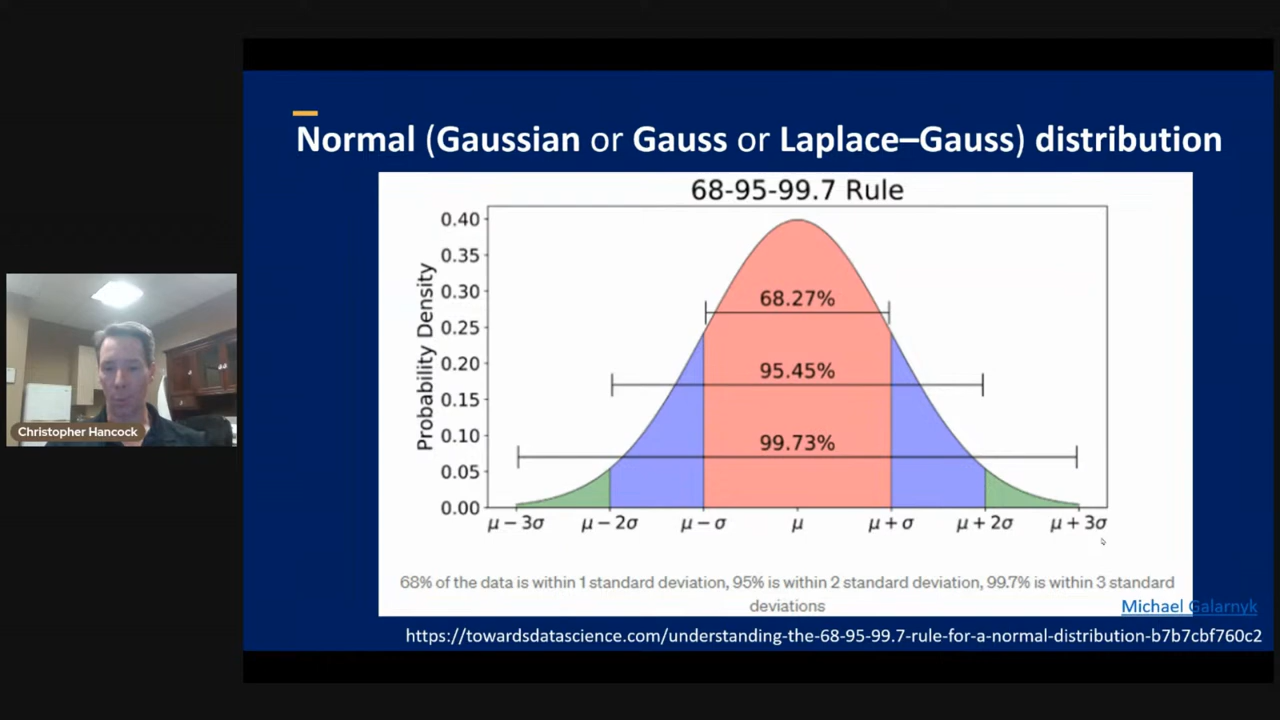 Normal (Gaussian or Gauss or Laplace–Gauss) distribution
68-95-99.7 Rule
Probability Density
0.40
0.35
0.30
0.25
0.20
0.15
0.10
0.05
0.00
68.27%
95.45%
99.73%
μ − 3σ
μ − 2σ
μ − σ
μ
μ + σ
μ + 2σ
μ + 3σ
68% of the data is within 1 standard deviation, 95% is within 2 standard deviation, 99.7% is within 3 standard
deviations
Michael Galarnyk
https://towardsdatascience.com/understanding-the-68-95-99.7-rule-for-a-normal-distribution-b7b7cbf760c2
Christopher Hancock